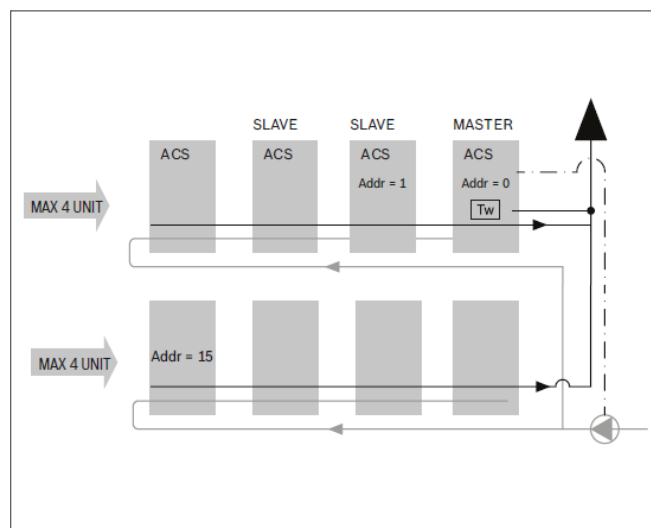 SLAVE SLAVE MASTER
ACS ACS ACS ACS
Addr = 1 Addr = 0
MAX 4 UNIT
Tw
MAX 4 UNIT
Addr = 15